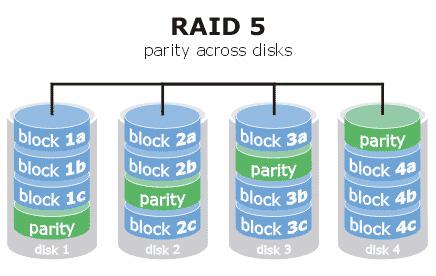 RAID 5
parity across disks
block 1a block 2a block 3a parity
block 1b block 2b parity block 4a
block 1c parity block 3b block 4b
parity block 2c block 3c block 4c
disk 1 disk 2 disk 3 disk 4